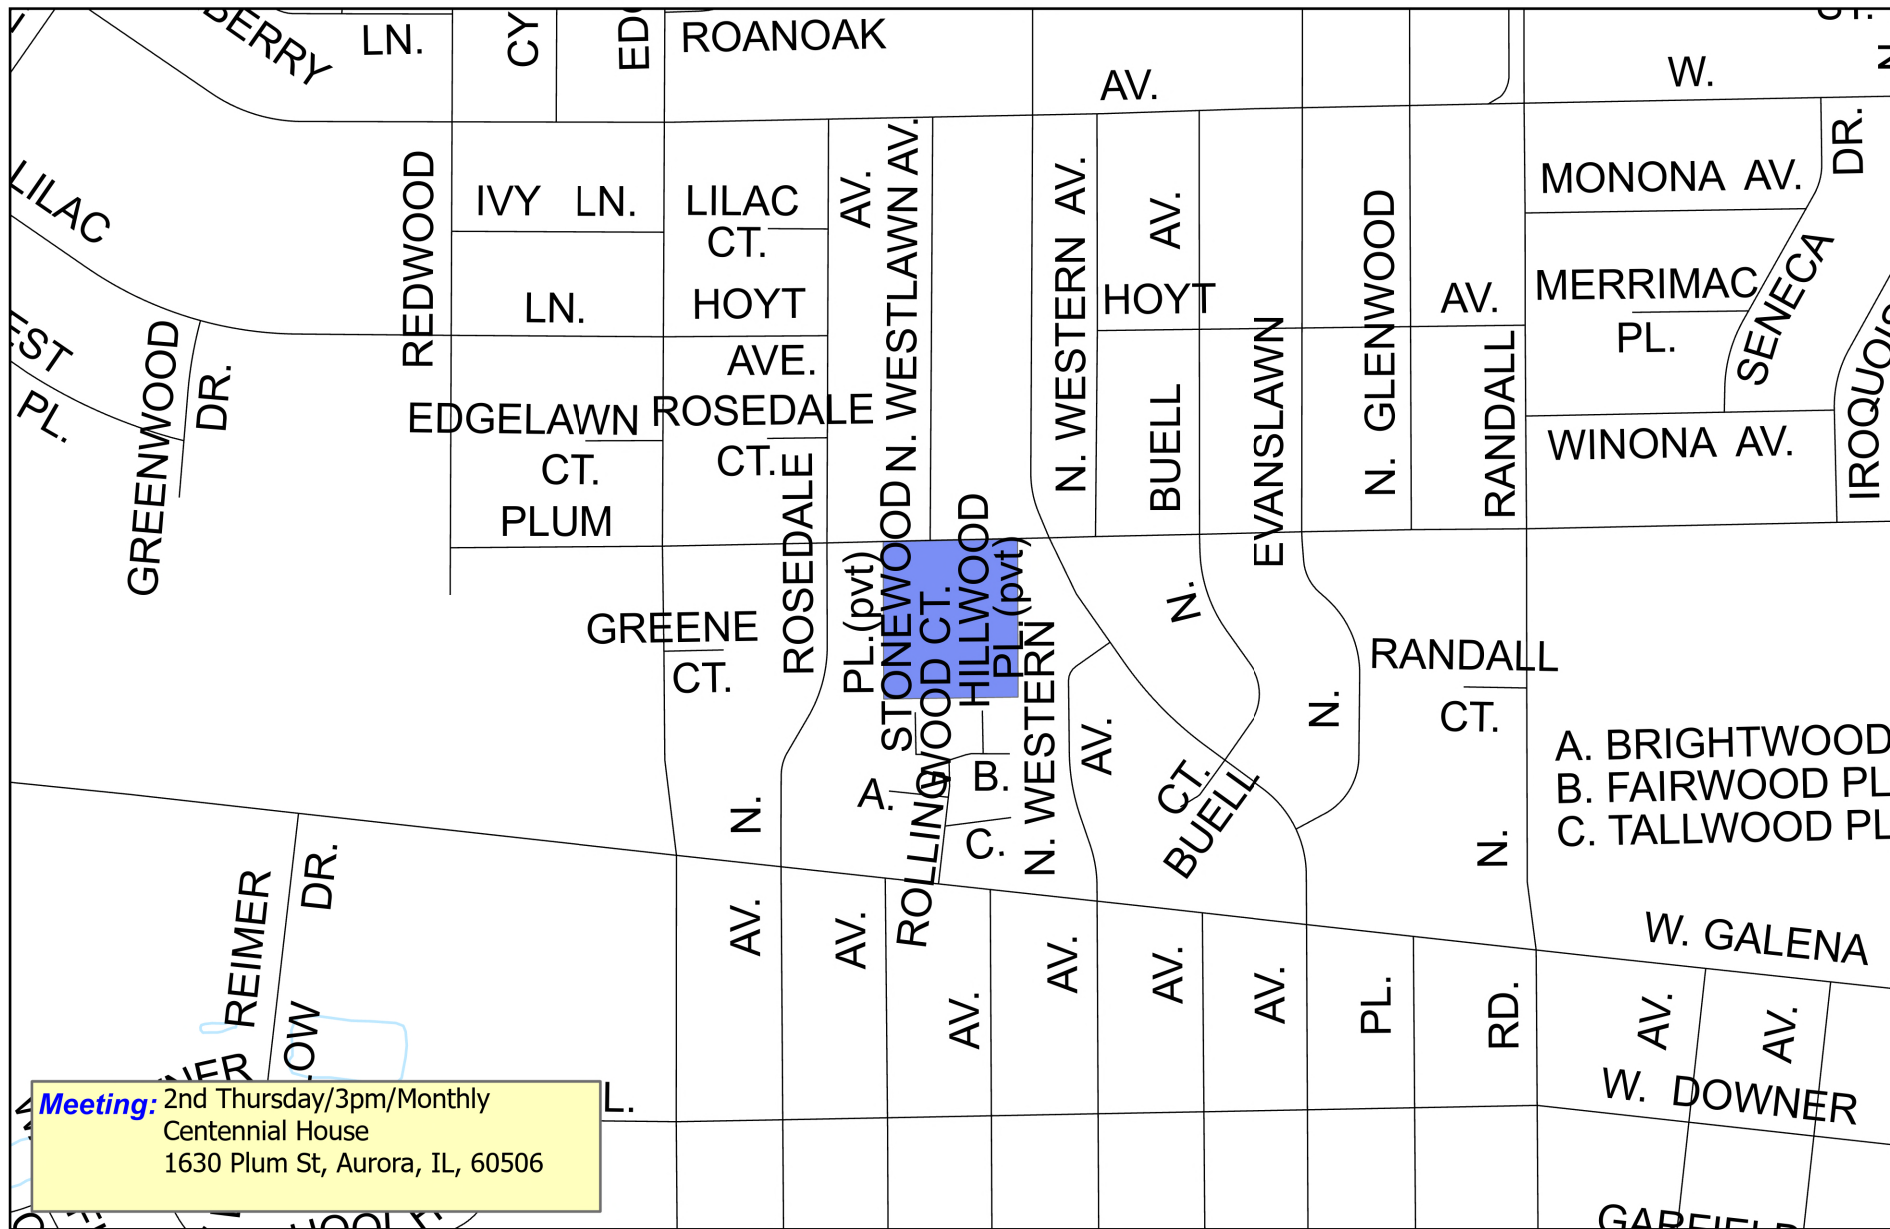 BERRY
LN.
CY
ROANOAK
AV.
W.
LILAC
REDWOOD
IVY LN.
LILAC
CT.
AV.
N. WESTLAWN AV.
N. WESTERN AV.
AV.
N. GLENWOOD
MONONA AV.
DR.
LN.
HOYT
AVE.
HOYT
AV.
MERRIMAC
PL.
SENECA
IROQUOIS
PL.
GREENWOOD
DR.
EDGELAWN
CT.
ROSEDALE
CT.
PLUM
BUELL
EVANSLAWN
RANDALL
WINONA AV.
ROSEDALE
PL.(pvt)
STONEWOOD
HILLWOOD
PL.(pvt)
ROLLINGWOOD CT.
GREENE
CT.
N. WESTERN
AV.
N.
N.
RANDALL
CT.
A. BRIGHTWOOD
B. FAIRWOOD PL
C. TALLWOOD PL
A.
B.
C.
CT.
BUELL
N.
N.
REIMER
DR.
AV.
AV.
AV.
AV.
AV.
AV.
PL.
RD.
W. GALENA
AV.
AV.
W. DOWNER
Meeting: 2nd Thursday/3pm/Monthly
Centennial House
1630 Plum St, Aurora, IL, 60506